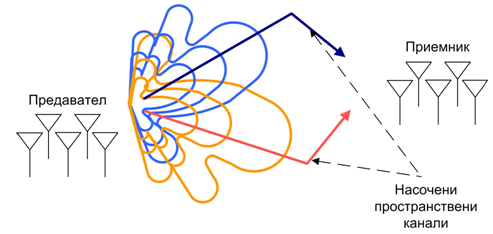 Предавател
Приемник
Насочени
пространствени
канали